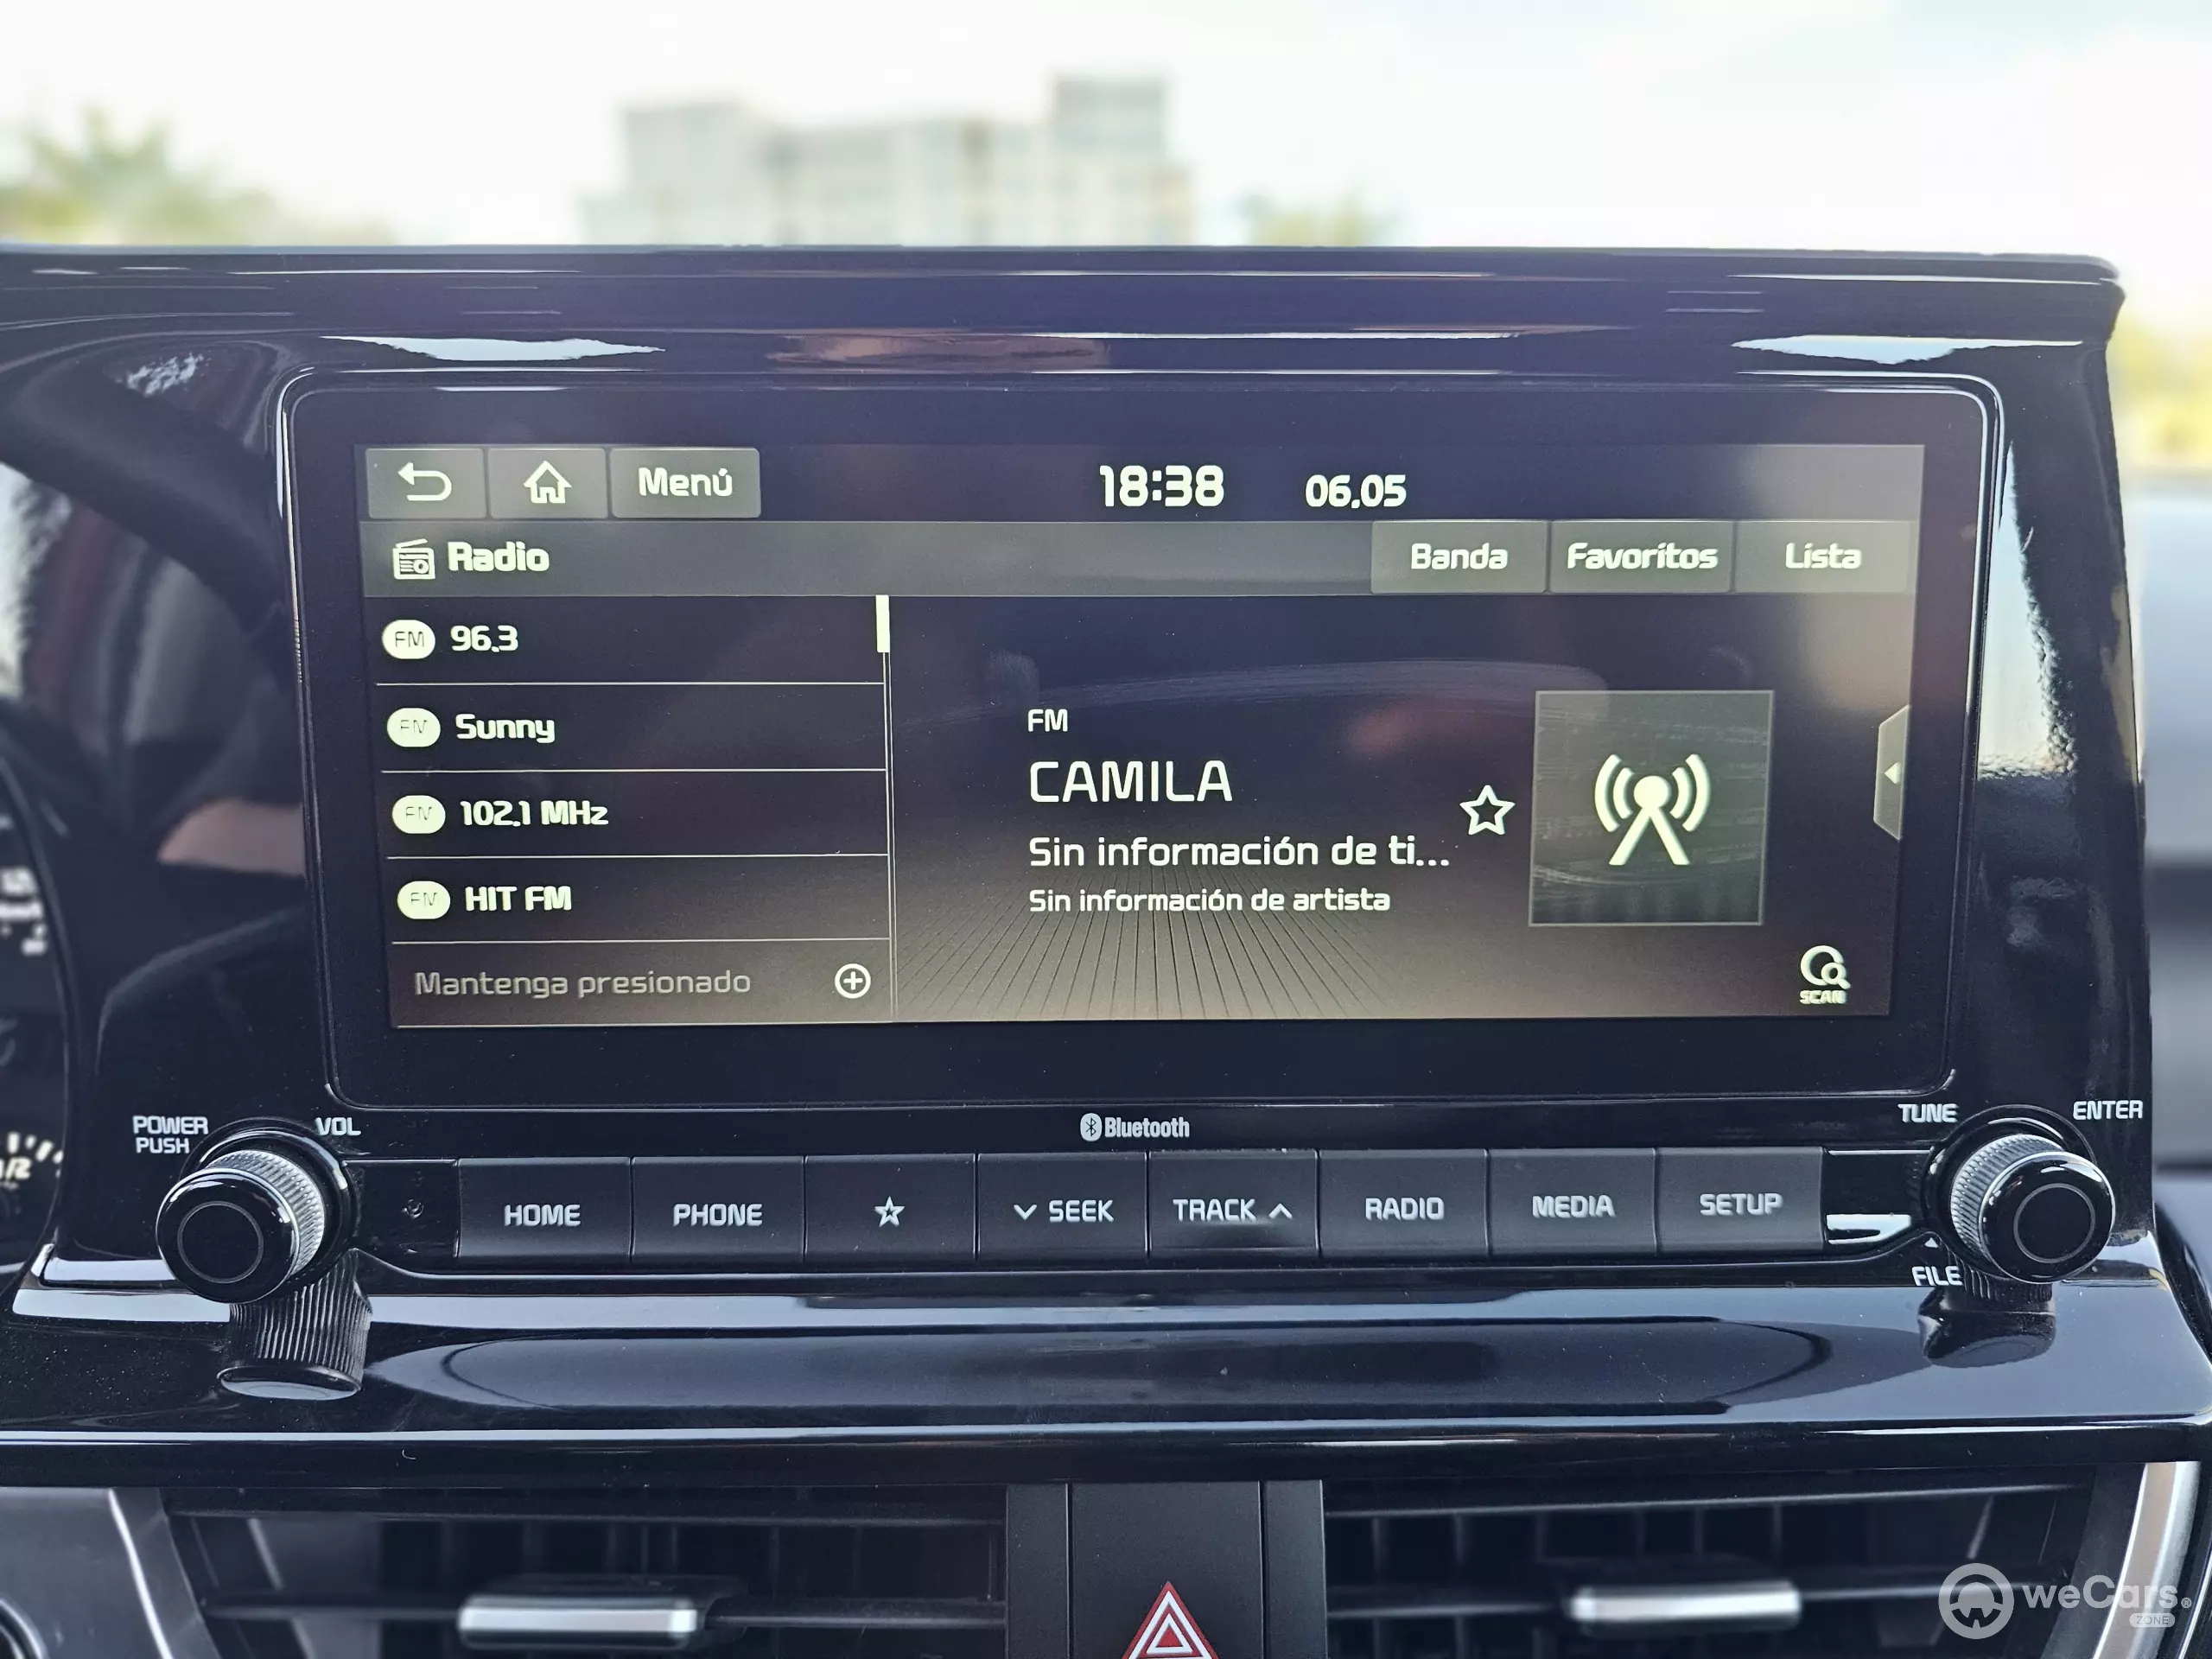 Menú
18:38 06.05
Radio
Banda Favoritos Lista
FM 96.3
FM Sunny
FM 102.1 MHz
FM HIT FM
Mantenga presionado
FM
CAMILA
Sin información de ti...
Sin información de artista
SCAN
POWER
PUSH
VOL
Bluetooth
TUNE
ENTER
HOME PHONE SEEK TRACK RADIO MEDIA SETUP
FILE
weCars®
ZONE